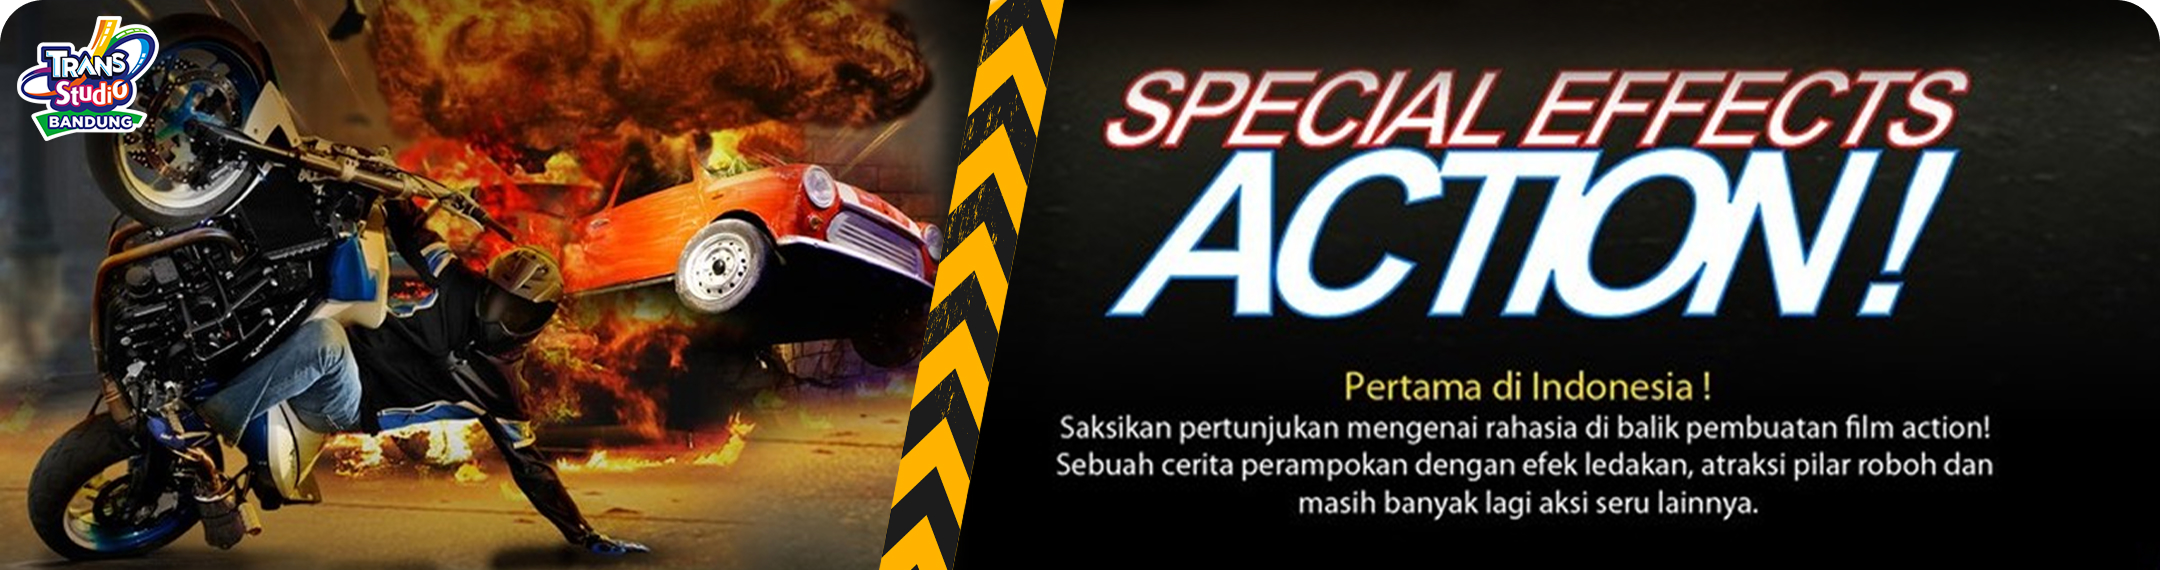 TRANS
Studio
BANDUNG
SPECIAL EFFECTS
ACTION!
Pertama di Indonesia !
Saksikan pertunjukan mengenai rahasia di balik pembuatan film action!
Sebuah cerita perampokan dengan efek ledakan, atraksi pilar roboh dan
masih banyak lagi aksi seru lainnya.